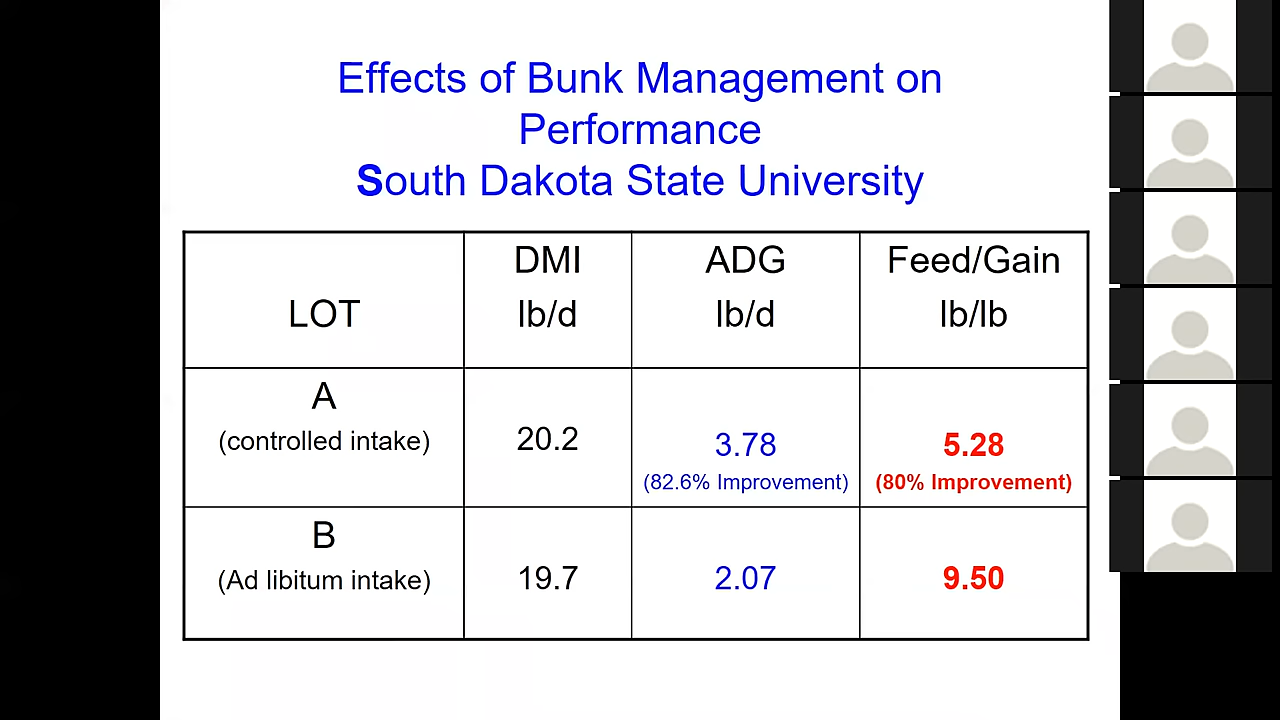 Effects of Bunk Management on
Performance
South Dakota State University
LOT
DMI
lb/d
ADG
lb/d
Feed/Gain
lb/lb
A
(controlled intake)
20.2
3.78
(82.6% Improvement)
5.28
(80% Improvement)
B
(Ad libitum intake)
19.7
2.07
9.50